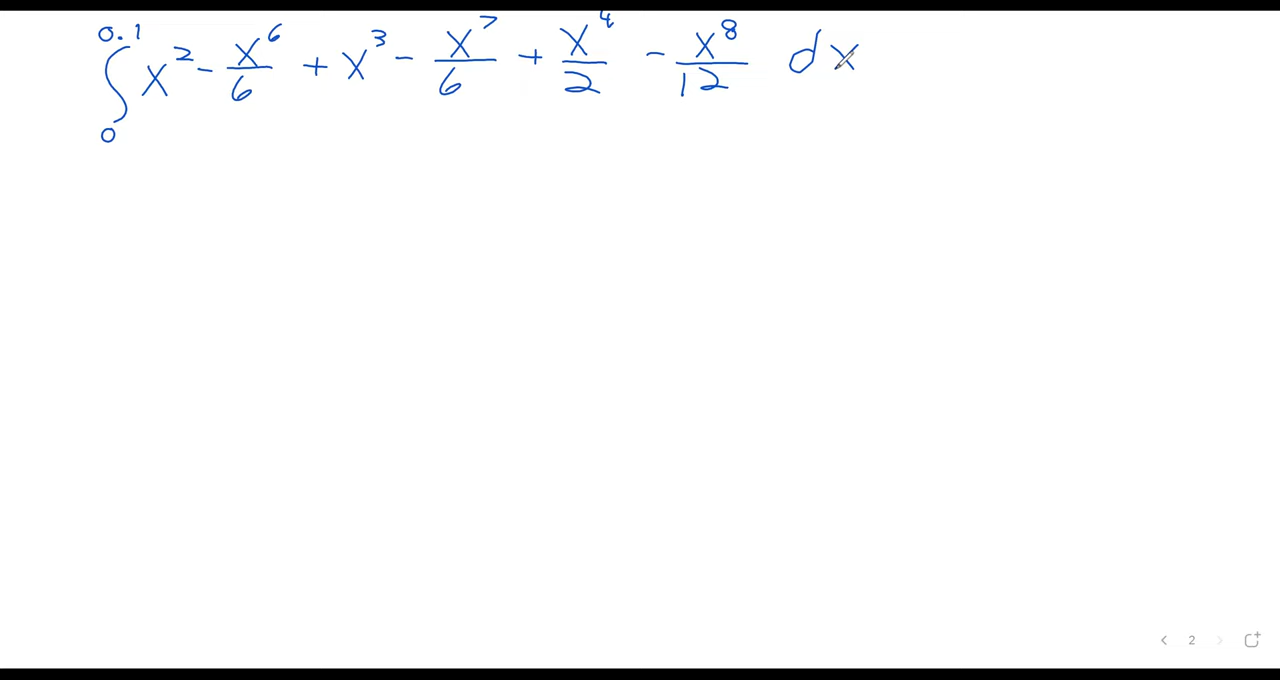 ∫₀^0.1 x² - x⁶/6 + x³ - x⁷/6 + x⁴/2 - x⁸/12 dx
2